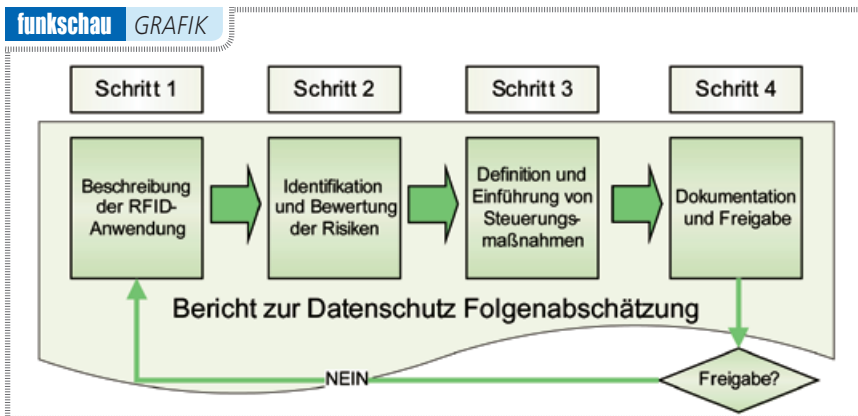 funkschau GRAFIK
Schritt 1
Schritt 2
Schritt 3
Schritt 4
Beschreibung
der RFID-
Anwendung
Identifikation
und Bewertung
der Risiken
Definition und
Einführung von
Steuerungs-
maßnahmen
Dokumentation
und Freigabe
Bericht zur Datenschutz Folgenabschätzung
NEIN
Freigabe?